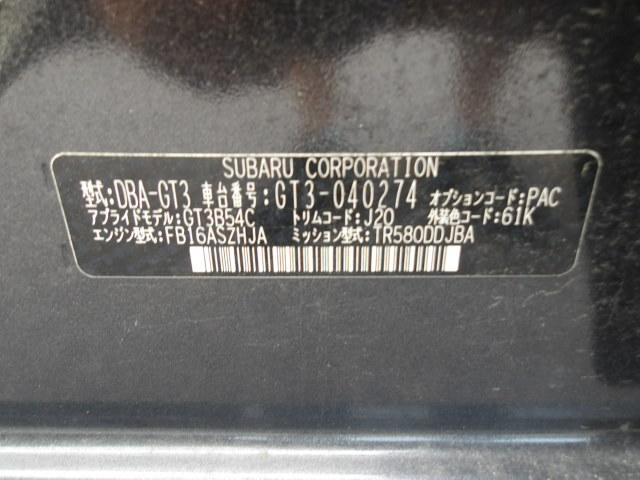 SUBARU CORPORATION
型式:DBA-GT3 車台番号:GT3-040274 オプションコード:PAC
アプライドモデル:GT3B54C トリムコード:J20 外装色コード:61K
エンジン型式:FB16ASZHJA ミッション型式:TR580DDJBA